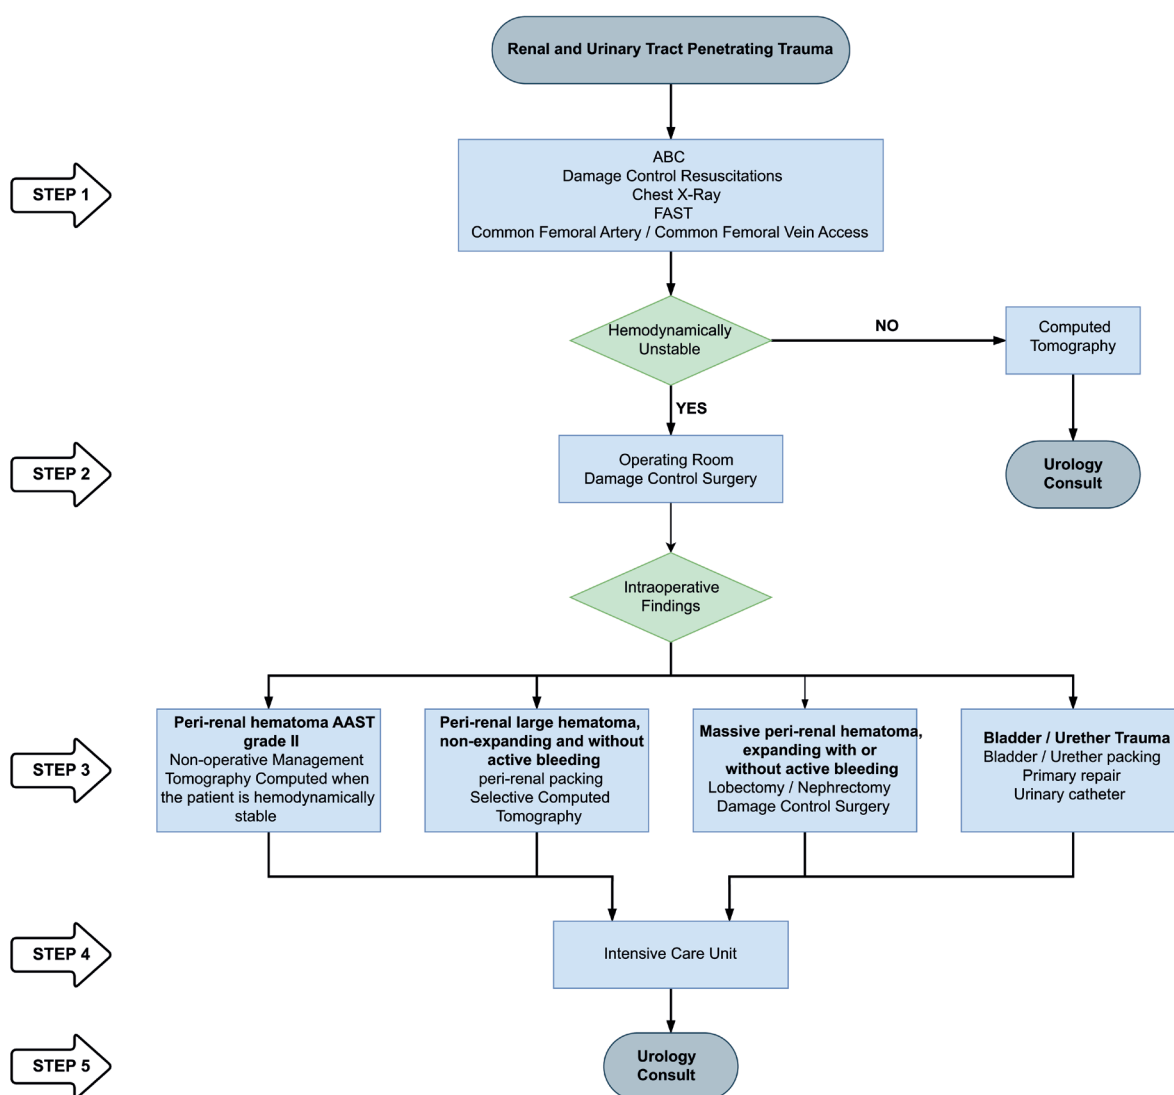 Renal and Urinary Tract Penetrating Trauma
STEP 1
ABC
Damage Control Resuscitations
Chest X-Ray
FAST
Common Femoral Artery / Common Femoral Vein Access
Hemodynamically
Unstable
NO
Computed
Tomography
YES
STEP 2
Operating Room
Damage Control Surgery
Urology
Consult
Intraoperative
Findings
STEP 3
Peri-renal hematoma AAST
grade II
Non-operative Management
Tomography Computed when
the patient is hemodynamically
stable
Peri-renal large hematoma,
non-expanding and without
active bleeding
peri-renal packing
Selective Computed
Tomography
Massive peri-renal hematoma,
expanding with or
without active bleeding
Lobectomy / Nephrectomy
Damage Control Surgery
Bladder / Urether Trauma
Bladder / Urether packing
Primary repair
Urinary catheter
STEP 4
Intensive Care Unit
STEP 5
Urology
Consult